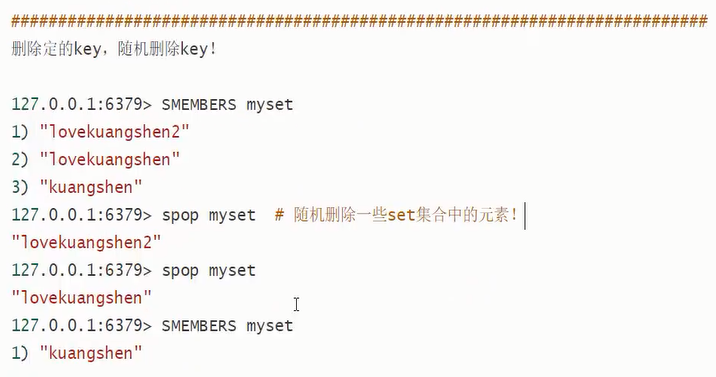 ##########################################################################
删除定的key，随机删除key！
127.0.0.1:6379> SMEMBERS myset
1) "lovekuangshen2"
2) "lovekuangshen"
3) "kuangshen"
127.0.0.1:6379> spop myset  # 随机删除一些set集合中的元素！
"lovekuangshen2"
127.0.0.1:6379> spop myset
"lovekuangshen"
127.0.0.1:6379> SMEMBERS myset
1) "kuangshen"